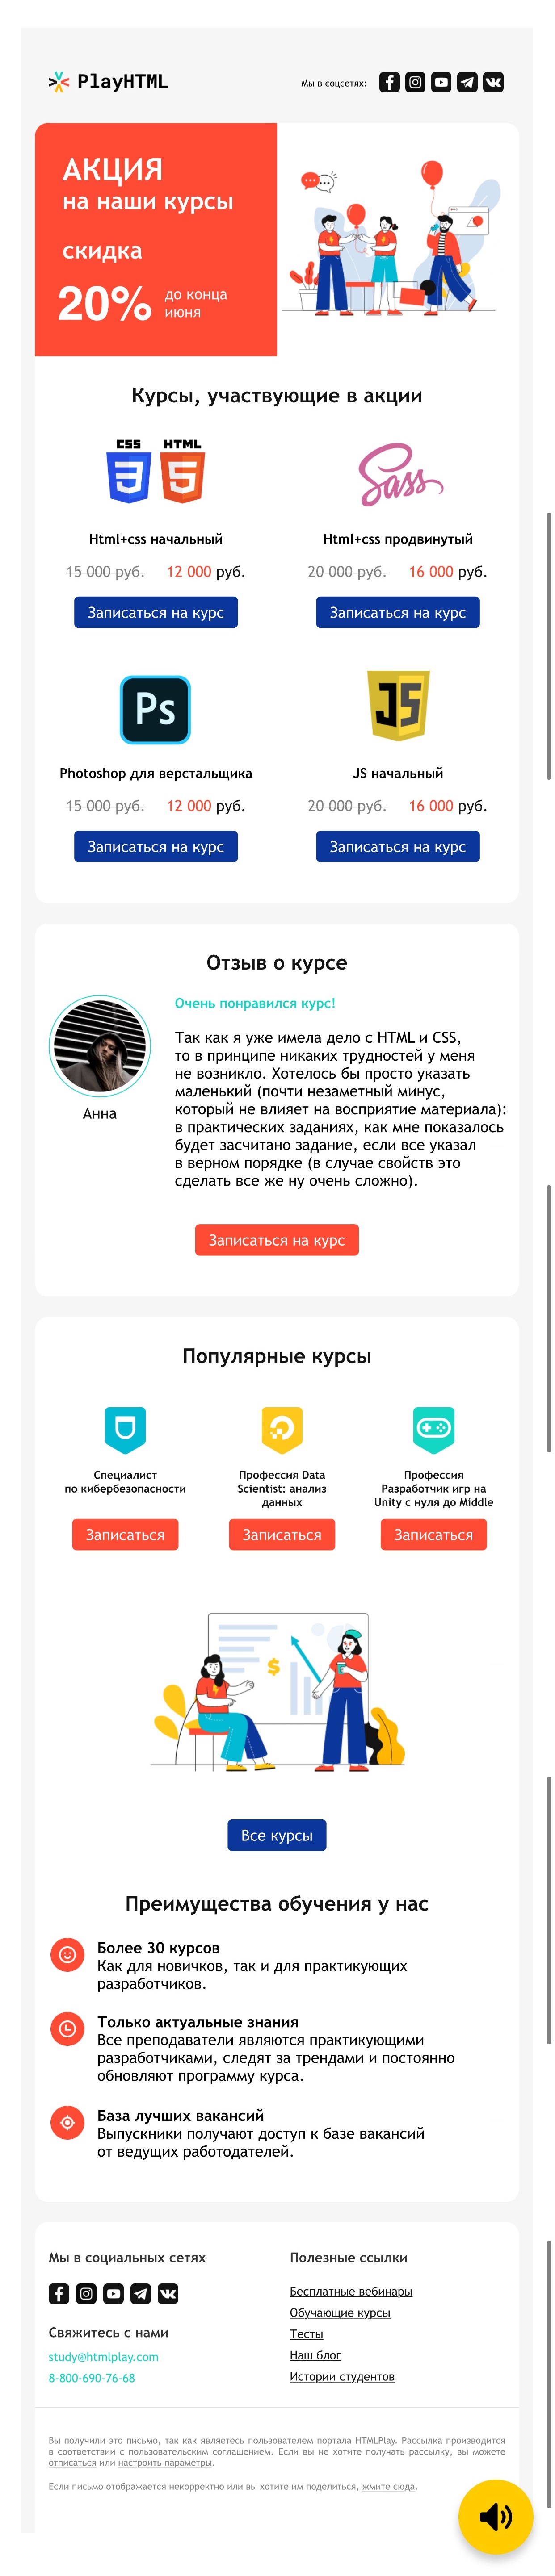 PlayHTML
Мы в соцсетях:
АКЦИЯ
на наши курсы
скидка
20% до конца
июня
Курсы, участвующие в акции
CSS HTML
3 5
Sass
Html+css начальный
Html+css продвинутый
15 000 руб. 12 000 руб.
20 000 руб. 16 000 руб.
Записаться на курс
Записаться на курс
Ps
JS
Photoshop для верстальщика
JS начальный
15 000 руб. 12 000 руб.
20 000 руб. 16 000 руб.
Записаться на курс
Записаться на курс
Отзыв о курсе
Очень понравился курс!
Так как я уже имела дело с HTML и CSS,
то в принципе никаких трудностей у меня
не возникло. Хотелось бы просто указать
маленький (почти незаметный минус,
который не влияет на восприятие материала):
в практических заданиях, как мне показалось
будет засчитано задание, если все указал
в верном порядке (в случае свойств это
сделать все же ну очень сложно).
Анна
Записаться на курс
Популярные курсы
Специалист
по кибербезопасности
Профессия Data
Scientist: анализ
данных
Профессия
Разработчик игр на
Unity с нуля до Middle
Записаться
Записаться
Записаться
$
Все курсы
Преимущества обучения у нас
Более 30 курсов
Как для новичков, так и для практикующих
разработчиков.
Только актуальные знания
Все преподаватели являются практикующими
разработчиками, следят за трендами и постоянно
обновляют программу курса.
База лучших вакансий
Выпускники получают доступ к базе вакансий
от ведущих работодателей.
Мы в социальных сетях
Свяжитесь с нами
study@htmlplay.com
8-800-690-76-68
Полезные ссылки
Бесплатные вебинары
Обучающие курсы
Тесты
Наш блог
Истории студентов
Вы получили это письмо, так как являетесь пользователем портала HTMLPlay. Рассылка производится
в соответствии с пользовательским соглашением. Если вы не хотите получать рассылку, вы можете
отписаться или настроить параметры.
Если письмо отображается некорректно или вы хотите им поделиться, жмите сюда.